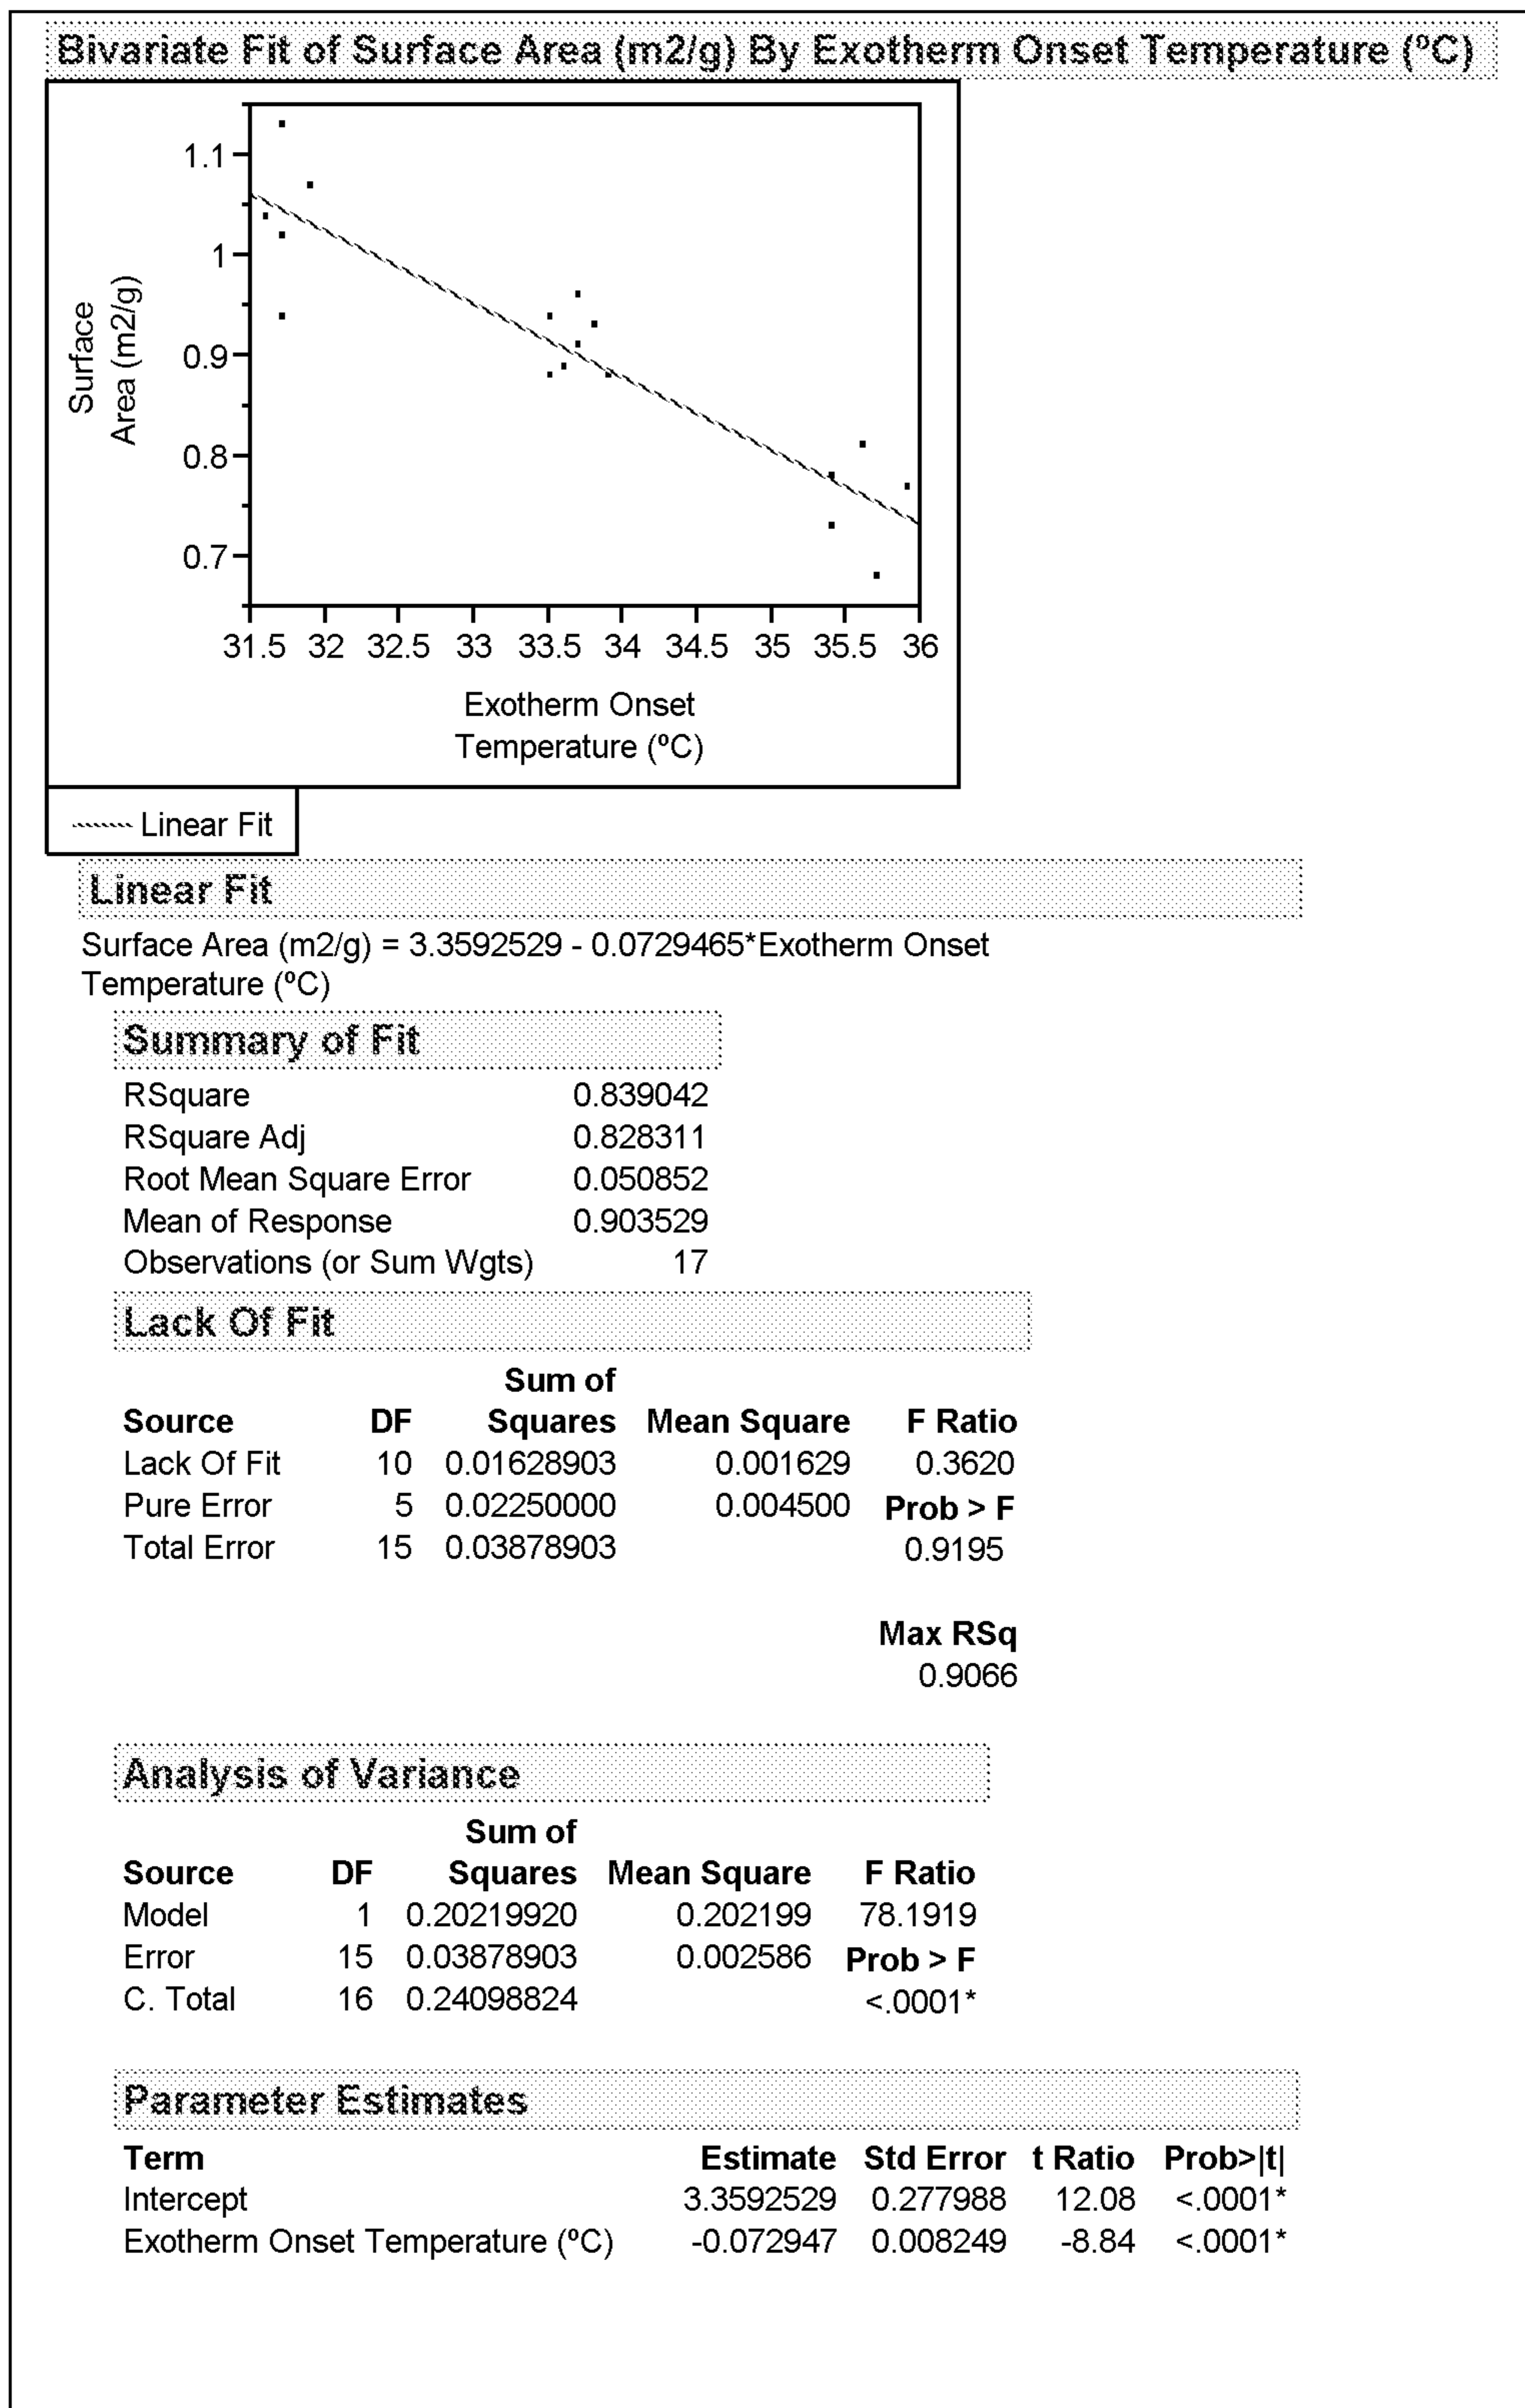 Bivariate Fit of Surface Area (m2/g) By Exotherm Onset Temperature (ºC)
1.1
1
0.9
0.8
0.7
Surface
Area (m2/g)
31.5 32 32.5 33 33.5 34 34.5 35 35.5 36
Exotherm Onset
Temperature (ºC)
Linear Fit
Linear Fit
Surface Area (m2/g) = 3.3592529 - 0.0729465*Exotherm Onset
Temperature (ºC)
Summary of Fit
RSquare 0.839042
RSquare Adj 0.828311
Root Mean Square Error 0.050852
Mean of Response 0.903529
Observations (or Sum Wgts) 17
Lack Of Fit
Sum of
Source DF Squares Mean Square F Ratio
Lack Of Fit 10 0.01628903 0.001629 0.3620
Pure Error 5 0.02250000 0.004500 Prob > F
Total Error 15 0.03878903 0.9195
Max RSq
0.9066
Analysis of Variance
Sum of
Source DF Squares Mean Square F Ratio
Model 1 0.20219920 0.202199 78.1919
Error 15 0.03878903 0.002586 Prob > F
C. Total 16 0.24098824 <.0001*
Parameter Estimates
Term Estimate Std Error t Ratio Prob>|t|
Intercept 3.3592529 0.277988 12.08 <.0001*
Exotherm Onset Temperature (ºC) -0.072947 0.008249 -8.84 <.0001*